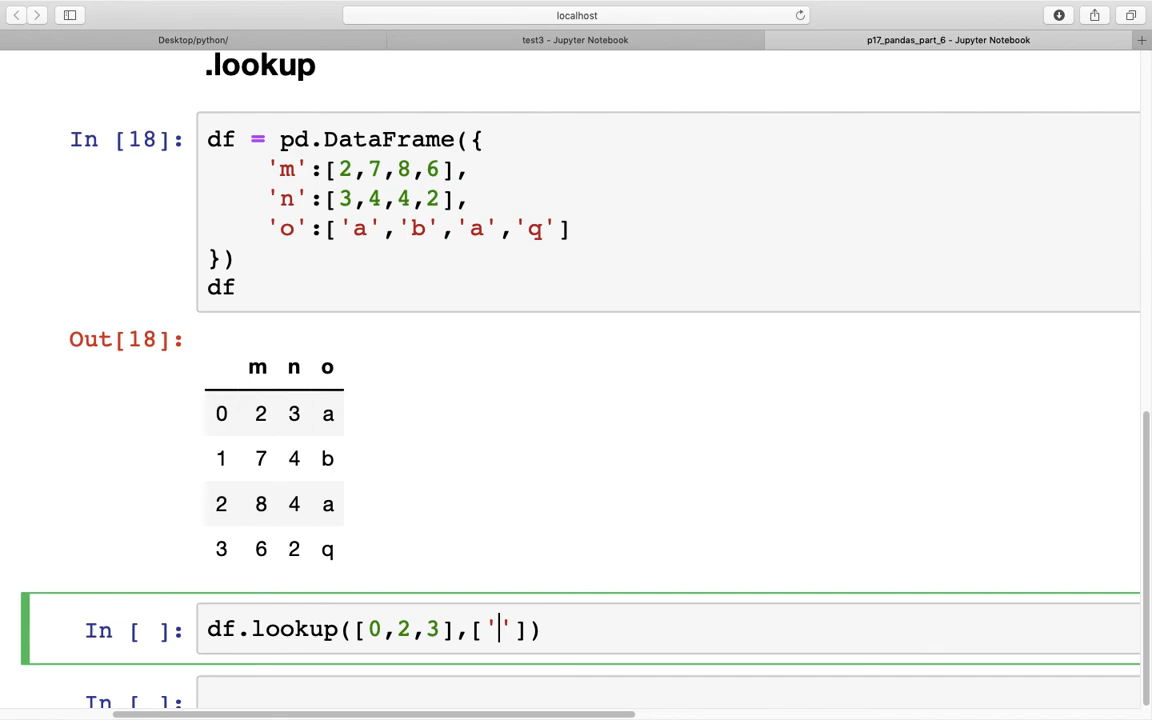 localhost
Desktop/python/ test3 - Jupyter Notebook p17_pandas_part_6 - Jupyter Notebook
.lookup
In [18]: df = pd.DataFrame({
'm':[2,7,8,6],
'n':[3,4,4,2],
'o':['a','b','a','q']
})
df
Out[18]:
m n o
0 2 3 a
1 7 4 b
2 8 4 a
3 6 2 q
In [ ]: df.lookup([0,2,3],[''])
In [ ]: